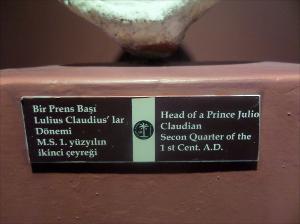 Bir Prens Başı
Lulius Claudius' lar
Dönemi
M.S. 1. yüzyılın
ikinci çeyreği
Head of a Prince Julio
Claudian
Secon Quarter of the
1 st Cent. A.D.